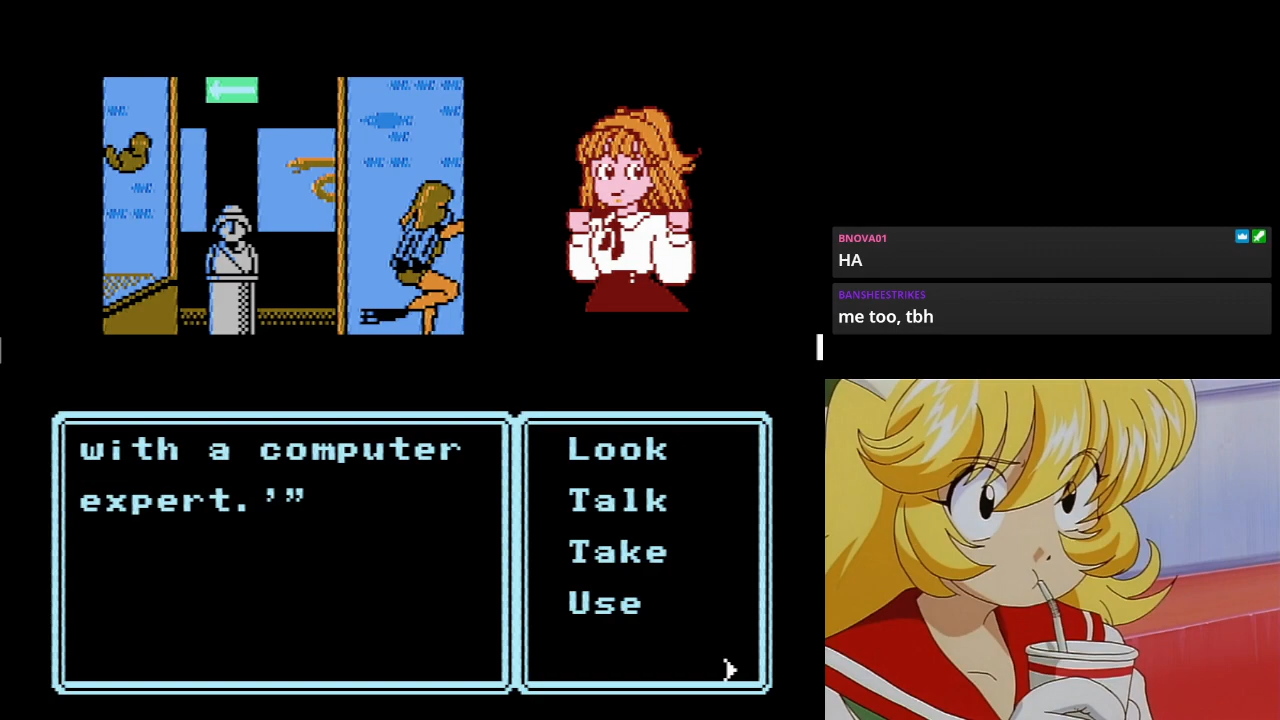 with a computer
expert.'”
Look
Talk
Take
Use
BNOVA01
HA
BANSHEESTRIKES
me too, tbh